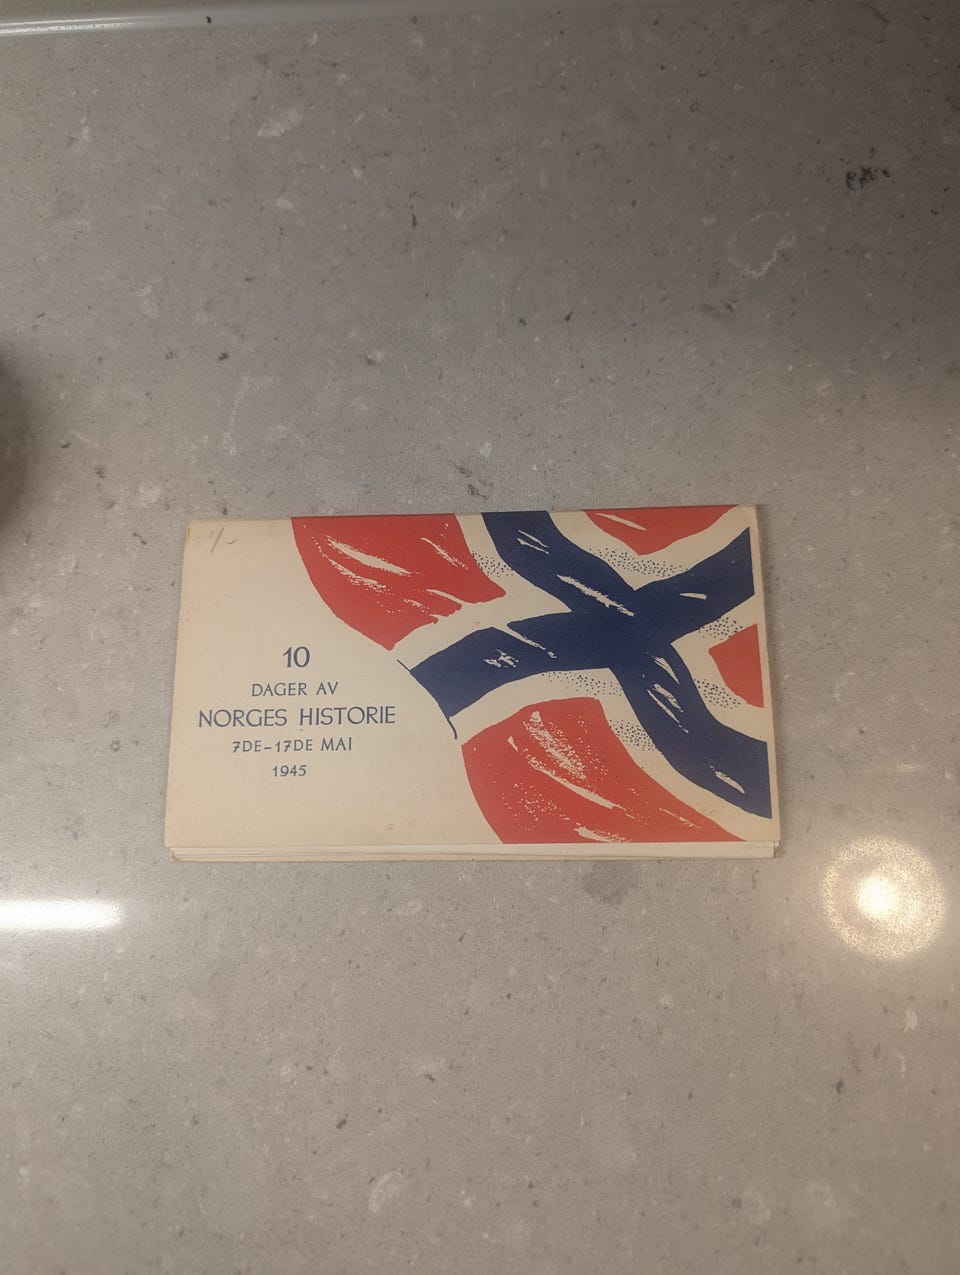 10
DAGER AV
NORGES HISTORIE
7DE-17DE MAI
1945